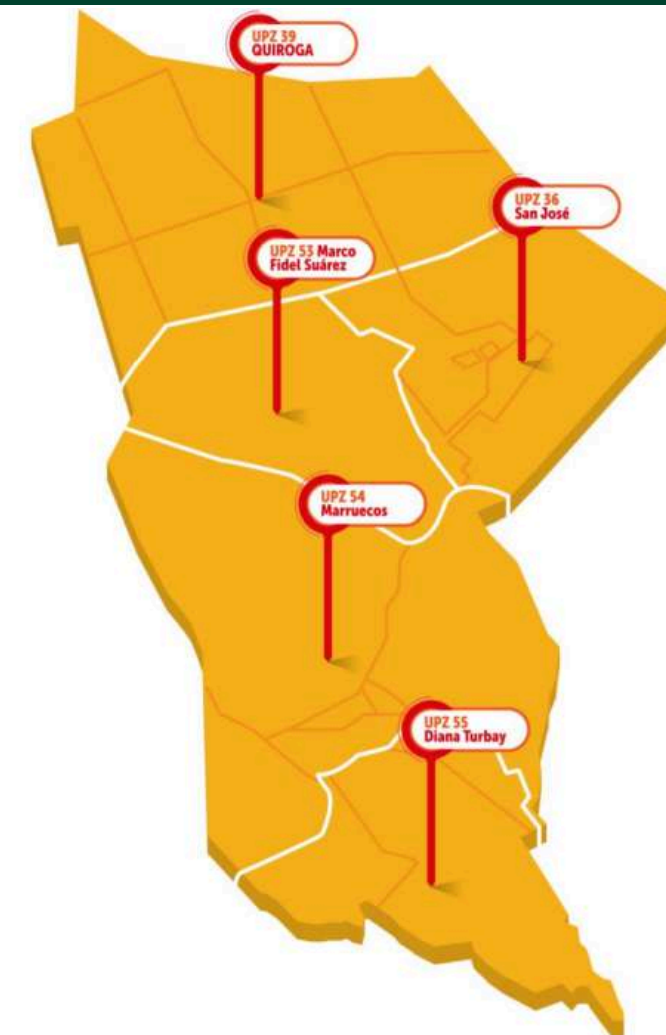 UPZ 39
QUIROGA
UPZ 36
San José
UPZ 53 Marco
Fidel Suárez
UPZ 54
Marruecos
UPZ 55
Diana Turbay